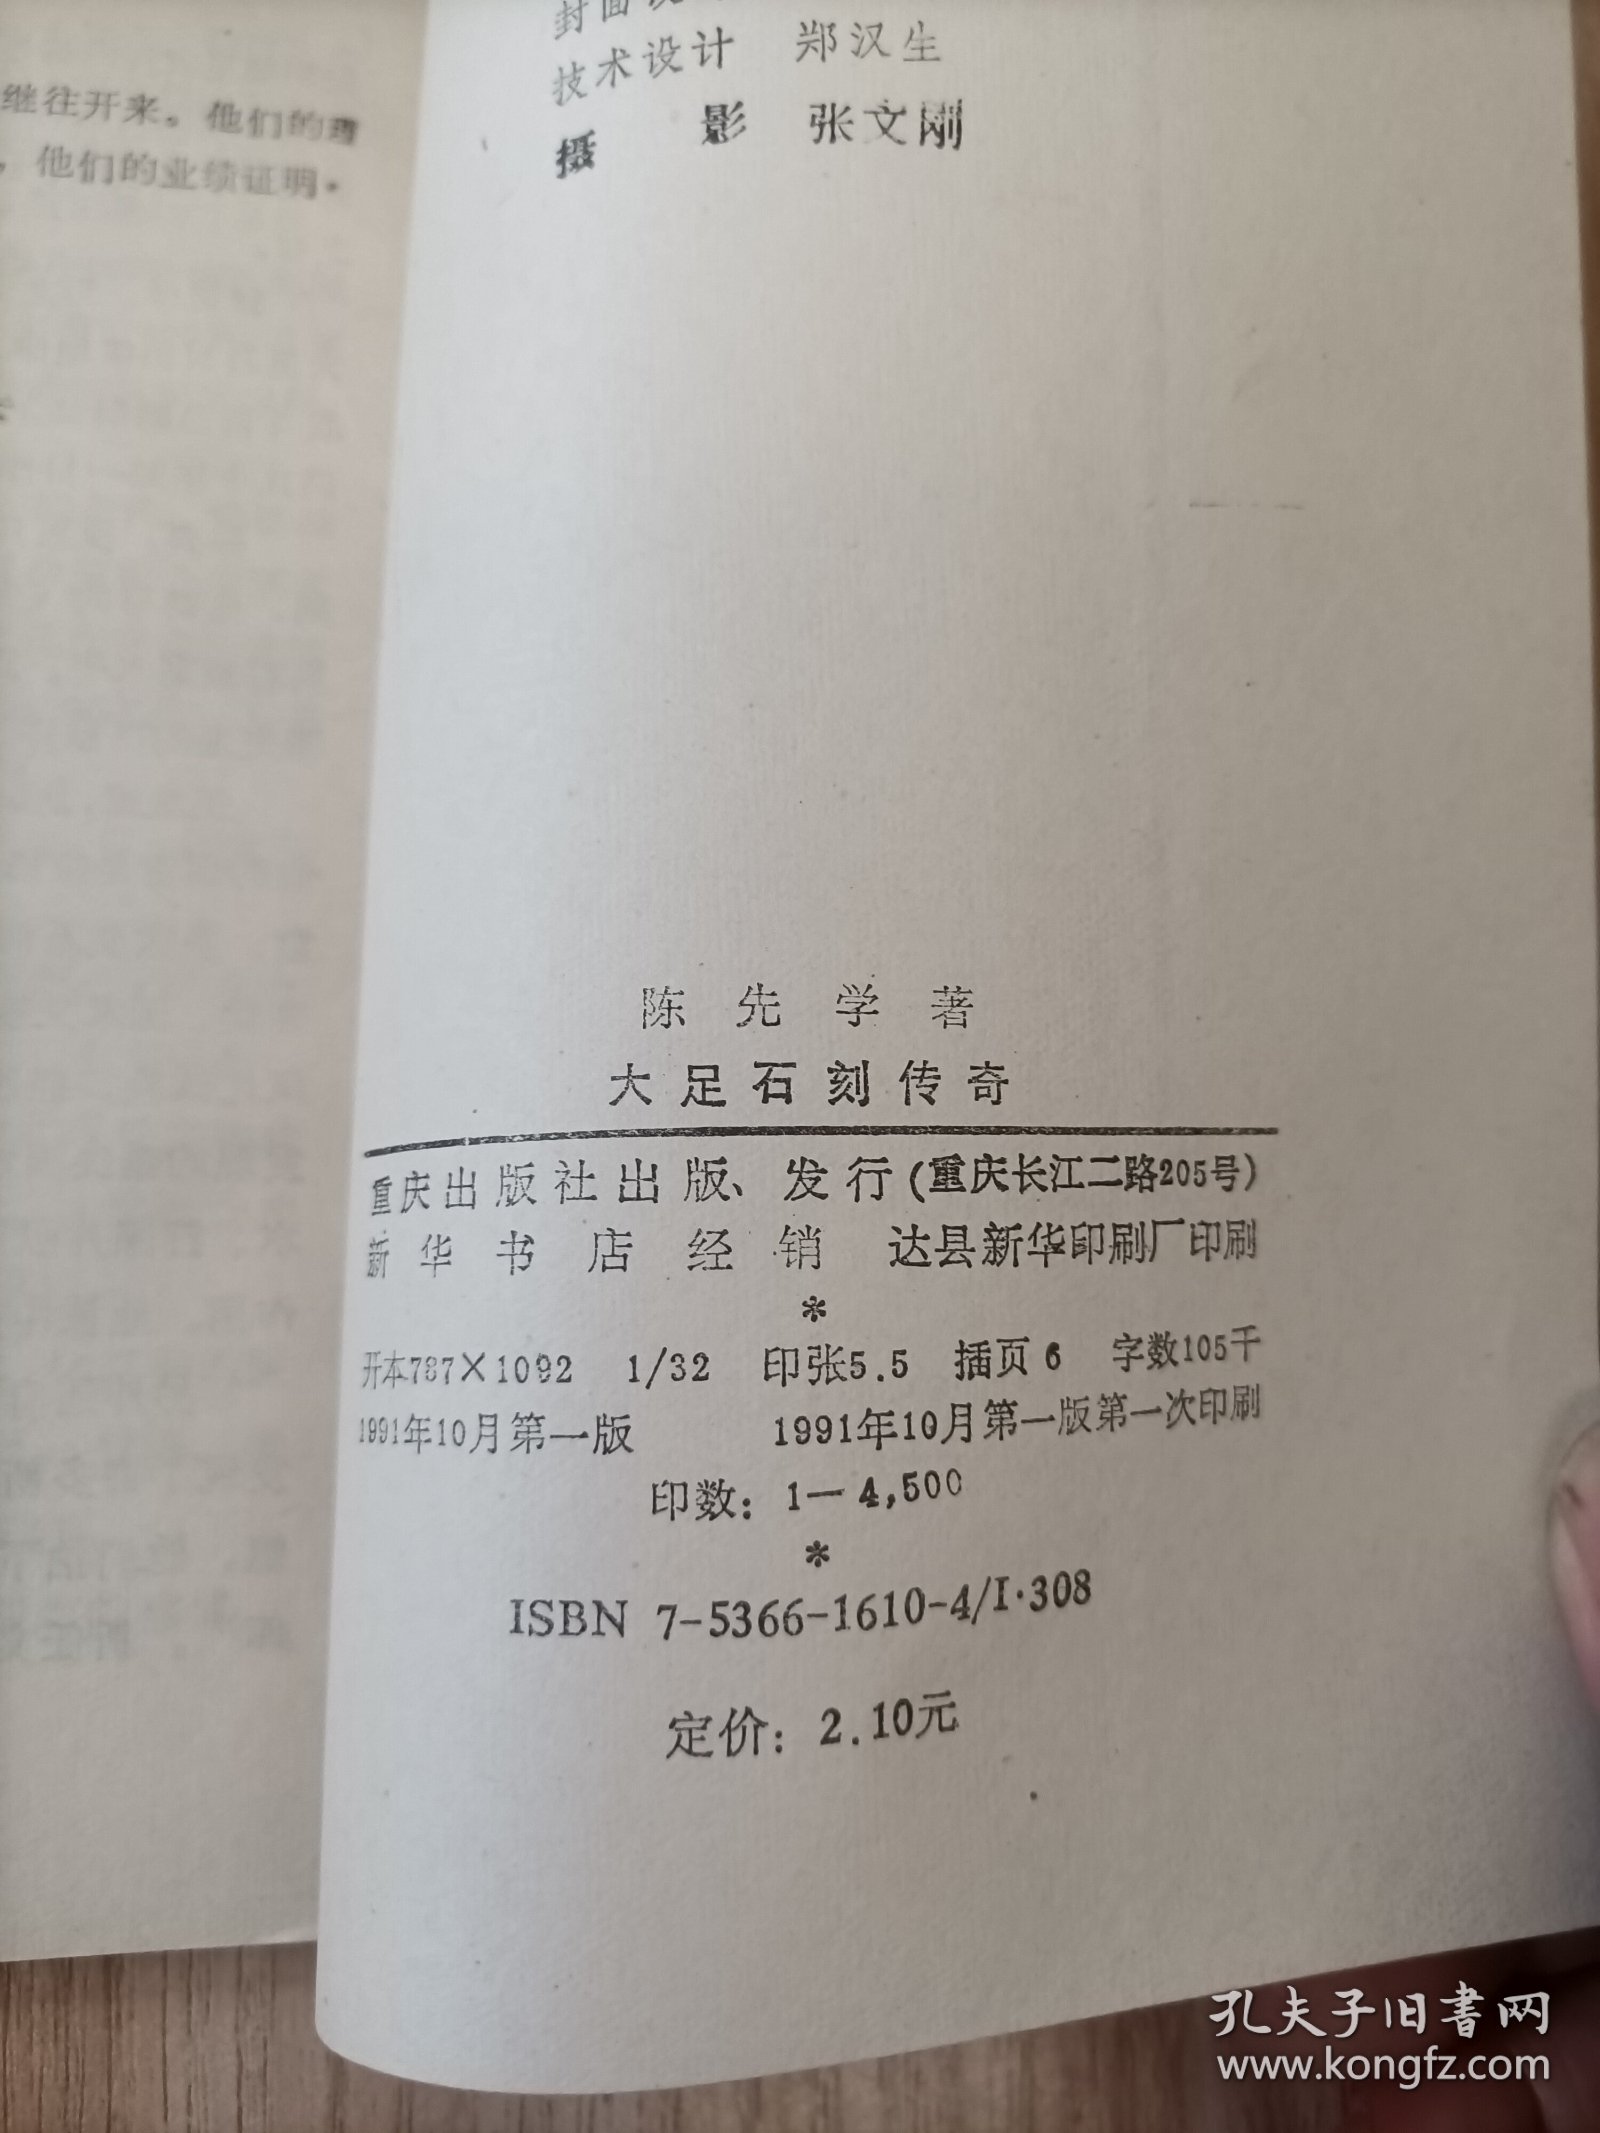 继往开来。他们的理
，他们的业绩证明。
封面设
技术设计 郑汉生
摄 影 张文刚
陈先学著
大足石刻传奇
重庆出版社出版、发行(重庆长江二路205号)
新华书店经销 达县新华印刷厂印刷
*
开本787×1092 1/32 印张5.5 插页6 字数105千
1991年10月第一版 1991年10月第一版第一次印刷
印数：1—4,500
*
ISBN 7-5366-1610-4/I·308
定价：2.10元
孔夫子旧书网
www.kongfz.com